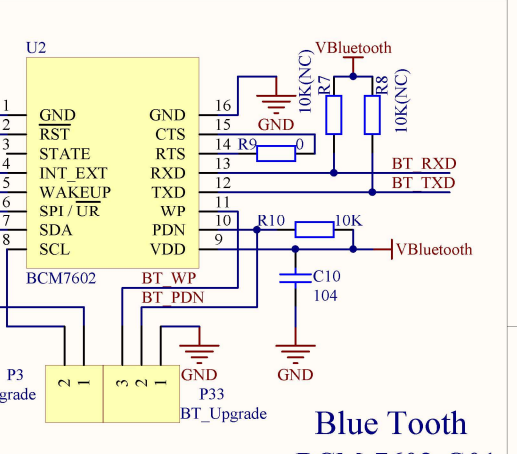 U2
VBluetooth
1
2
3
4
5
6
7
8
GND
RST
STATE
INT_EXT
WAKEUP
SPI / UR
SDA
SCL
GND
CTS
RTS
RXD
TXD
WP
PDN
VDD
16
15
14
13
12
11
10
9
BCM7602
GND
R9
0
R7
10K(NC)
R8
10K(NC)
BT_RXD
BT_TXD
R10
10K
VBluetooth
C10
104
BT_WP
BT_PDN
GND
GND
P3
grade
2
1
3
2
1
P33
BT_Upgrade
Blue Tooth